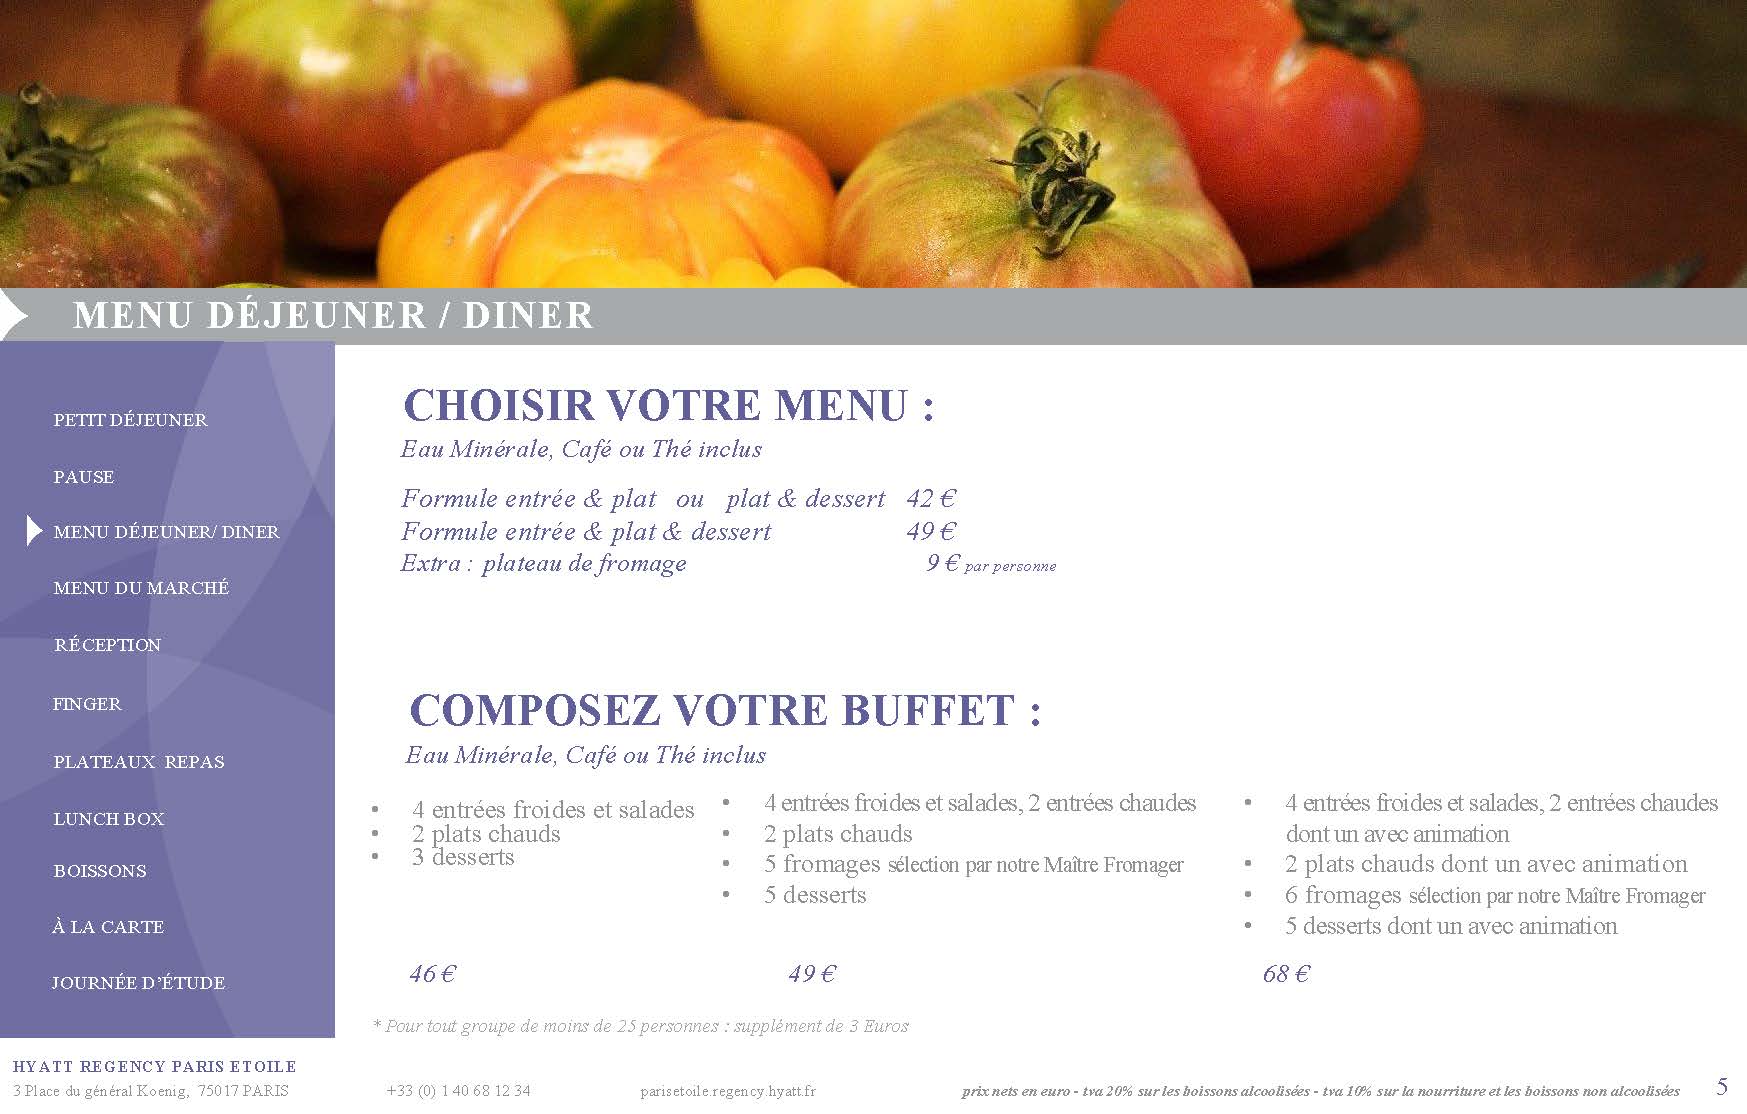 MENU DÉJEUNER / DINER
PETIT DÉJEUNER
PAUSE
MENU DÉJEUNER/ DINER
MENU DU MARCHÉ
RÉCEPTION
FINGER
PLATEAUX REPAS
LUNCH BOX
BOISSONS
À LA CARTE
JOURNÉE D'ÉTUDE
CHOISIR VOTRE MENU :
Eau Minérale, Café ou Thé inclus
Formule entrée & plat ou plat & dessert 42 €
Formule entrée & plat & dessert 49 €
Extra : plateau de fromage 9 € par personne
COMPOSEZ VOTRE BUFFET :
Eau Minérale, Café ou Thé inclus
• 4 entrées froides et salades
• 2 plats chauds
• 3 desserts
46 €
• 4 entrées froides et salades, 2 entrées chaudes
• 2 plats chauds
• 5 fromages sélection par notre Maître Fromager
• 5 desserts
49 €
• 4 entrées froides et salades, 2 entrées chaudes
dont un avec animation
• 2 plats chauds dont un avec animation
• 6 fromages sélection par notre Maître Fromager
• 5 desserts dont un avec animation
68 €
* Pour tout groupe de moins de 25 personnes : supplément de 3 Euros
HYATT REGENCY PARIS ETOILE
3 Place du général Koenig, 75017 PARIS +33 (0) 1 40 68 12 34 parisetoile.regency.hyatt.fr prix nets en euro - tva 20% sur les boissons alcoolisées - tva 10% sur la nourriture et les boissons non alcoolisées 5